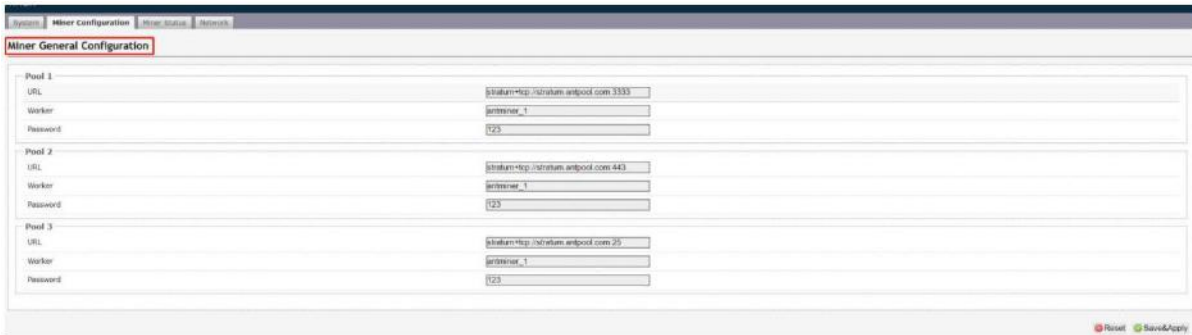 System Miner Configuration Miner Status Network
Miner General Configuration
Pool 1
URL stratum+tcp://stratum.antpool.com:3333
Worker antminer_1
Password 123
Pool 2
URL stratum+tcp://stratum.antpool.com:443
Worker antminer_1
Password 123
Pool 3
URL stratum+tcp://stratum.antpool.com:25
Worker antminer_1
Password 123
Reset Save&Apply